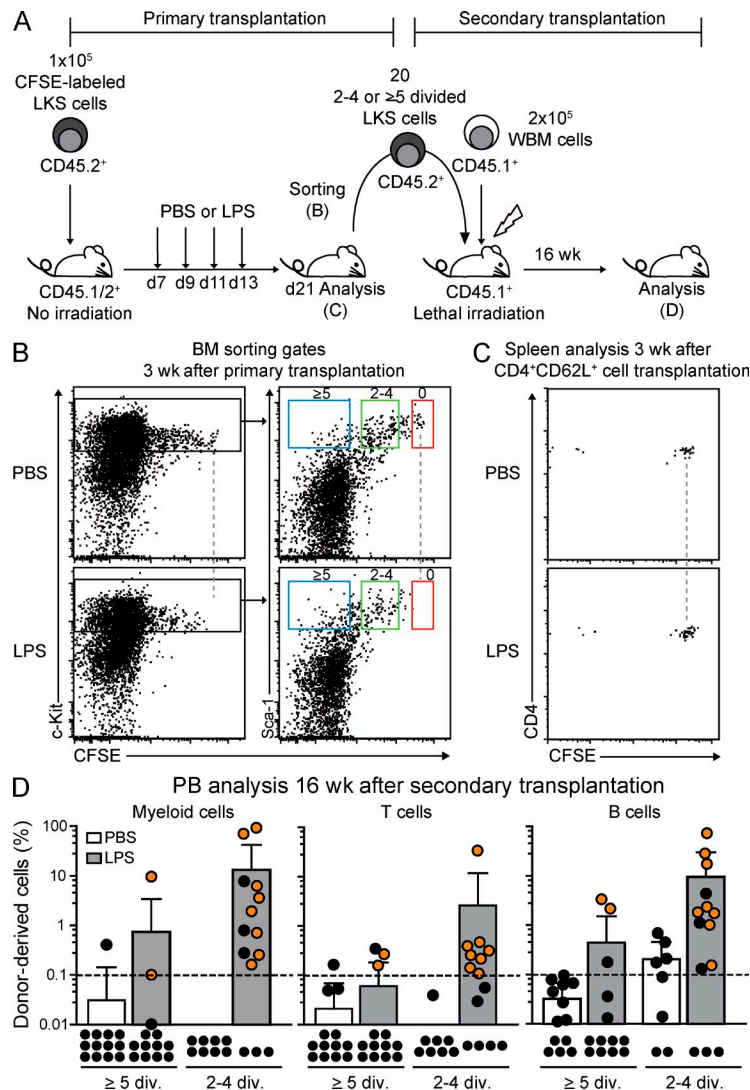 A
Primary transplantation
Secondary transplantation
1x10⁵
CFSE-labeled
LKS cells
CD45.2⁺
20
2-4 or ≥5 divided
LKS cells
CD45.2⁺
2x10⁵
WBM cells
CD45.1⁺
Sorting
(B)
PBS or LPS
16 wk
d7 d9 d11 d13
CD45.1/2⁺
No irradiation
d21 Analysis
(C)
CD45.1⁺
Lethal irradiation
Analysis
(D)
B
BM sorting gates
3 wk after primary transplantation
≥5 2-4 0
PBS
≥5 2-4 0
LPS
c-Kit
Sca-1
CFSE
C
Spleen analysis 3 wk after
CD4⁺CD62L⁺ cell transplantation
PBS
LPS
CD4
CFSE
D
PB analysis 16 wk after secondary transplantation
Myeloid cells
T cells
B cells
Donor-derived cells (%)
100
10
1
0.1
0.01
PBS
LPS
≥ 5 div.
2-4 div.
≥ 5 div.
2-4 div.
≥ 5 div.
2-4 div.